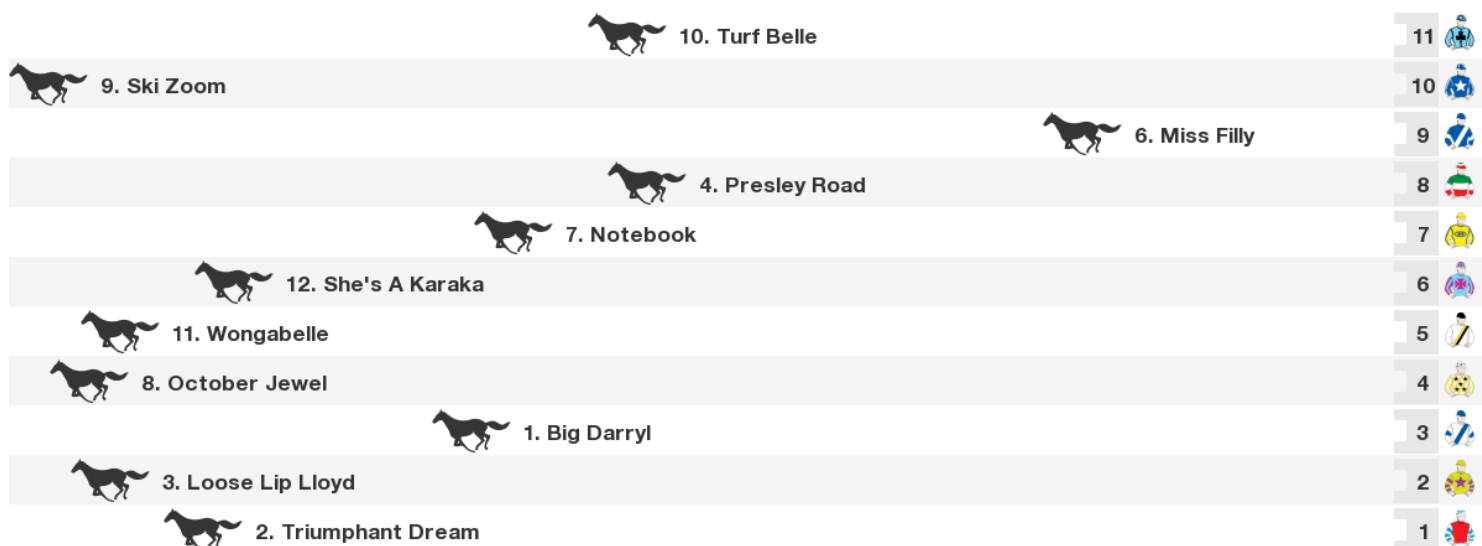 10. Turf Belle 11
9. Ski Zoom 10
6. Miss Filly 9
4. Presley Road 8
7. Notebook 7
12. She's A Karaka 6
11. Wongabelle 5
8. October Jewel 4
1. Big Darryl 3
3. Loose Lip Lloyd 2
2. Triumphant Dream 1